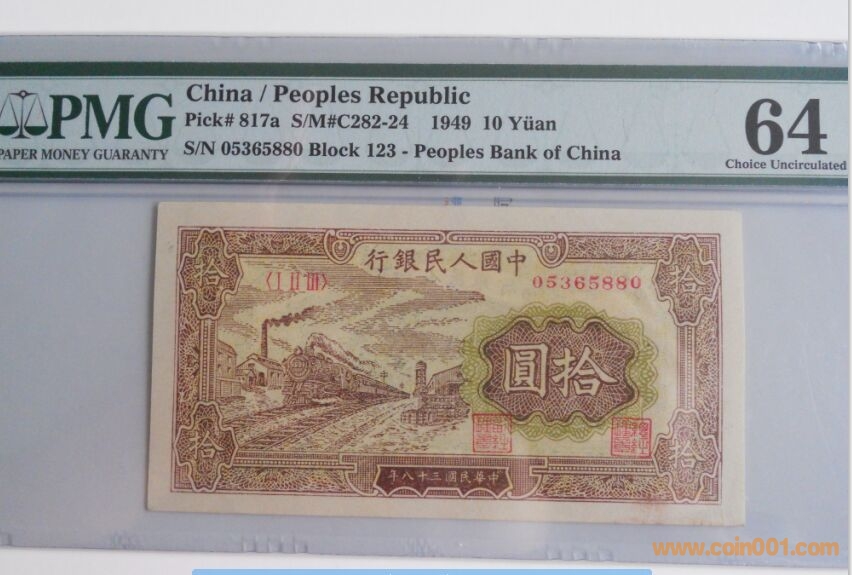 PMG
PAPER MONEY GUARANTY
China / Peoples Republic
Pick# 817a S/M#C282-24 1949 10 Yüan
S/N 05365880 Block 123 - Peoples Bank of China
64
Choice Uncirculated
行銀民人國中
〈I II III〉
05365880
拾
拾
圓拾
拾
拾
年八十三國民華中
www.coin001.com